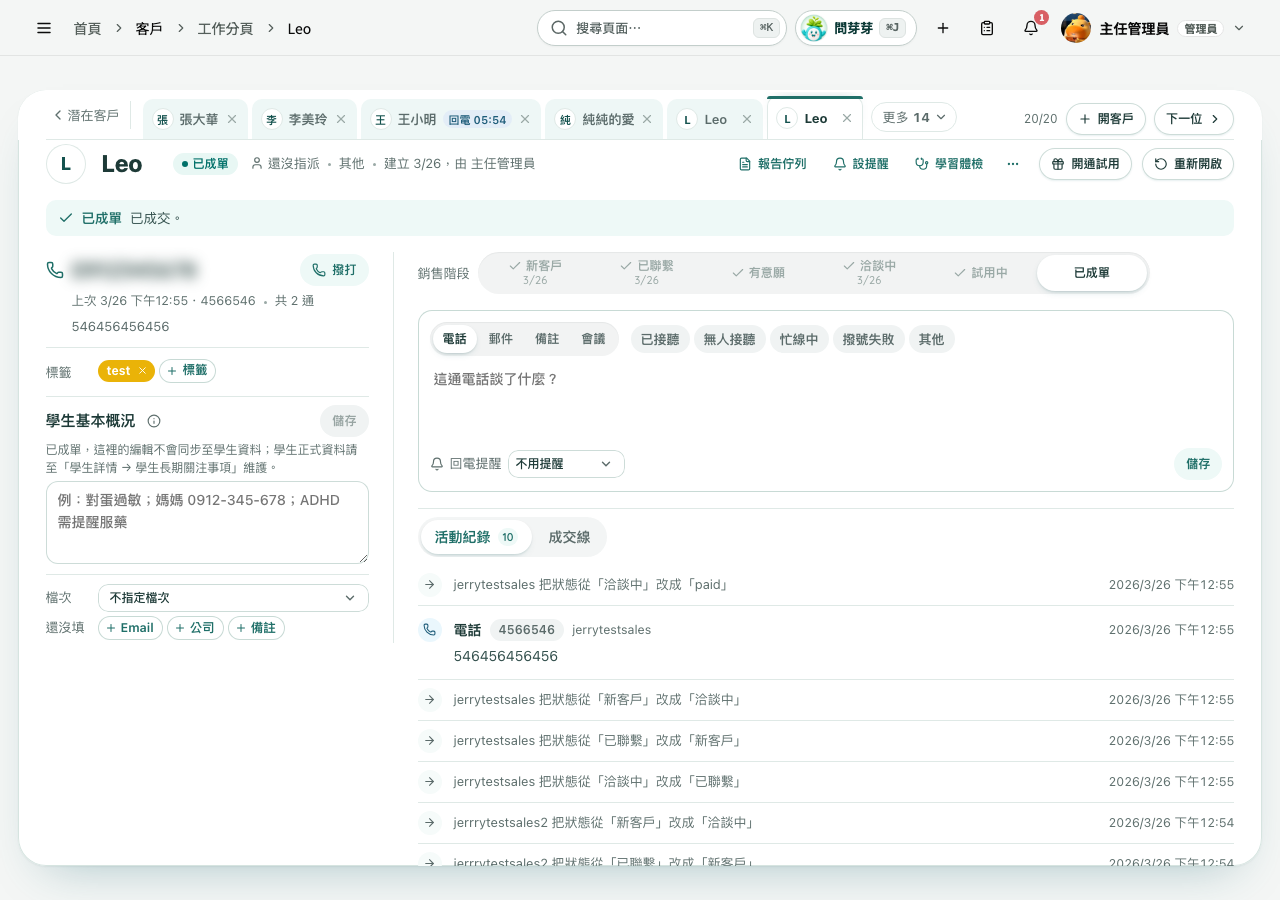 首頁 > 客戶 > 工作分頁 > Leo
搜尋頁面… ⌘K
問芽芽 ⌘J
1
主任管理員 管理員
潛在客戶
張 張大華 ×
李 李美玲 ×
王 王小明 回電 05:54 ×
純 純純的愛 ×
L Leo ×
L Leo ×
更多 14
20/20
+ 開客戶
下一位 >
L Leo
已成單
還沒指派 • 其他 • 建立 3/26,由 主任管理員
報告佇列
設提醒
學習體檢
···
開通試用
重新開啟
已成單 已成交。
撥打
上次 3/26 下午12:55 · 4566546 • 共 2 通
546456456456
標籤 test × + 標籤
學生基本概況
儲存
已成單,這裡的編輯不會同步至學生資料;學生正式資料請
至「學生詳情 → 學生長期關注事項」維護。
例:對蛋過敏;媽媽 0912-345-678;ADHD
需提醒服藥
檔次 不指定檔次
還沒填 + Email + 公司 + 備註
銷售階段
新客戶
3/26
已聯繫
3/26
有意願
洽談中
3/26
試用中
已成單
電話 郵件 備註 會議
已接聽 無人接聽 忙線中 撥號失敗 其他
這通電話談了什麼?
回電提醒 不用提醒
儲存
活動紀錄 10 成交線
→ jerrytestsales 把狀態從「洽談中」改成「paid」 2026/3/26 下午12:55
電話 4566546 jerrytestsales 2026/3/26 下午12:55
546456456456
→ jerrytestsales 把狀態從「新客戶」改成「洽談中」 2026/3/26 下午12:55
→ jerrytestsales 把狀態從「已聯繫」改成「新客戶」 2026/3/26 下午12:55
→ jerrytestsales 把狀態從「洽談中」改成「已聯繫」 2026/3/26 下午12:55
→ jerrrytestsales2 把狀態從「新客戶」改成「洽談中」 2026/3/26 下午12:54
→ jerrrytestsales2 把狀態從「已聯繫」改成「新客戶」 2026/3/26 下午12:54